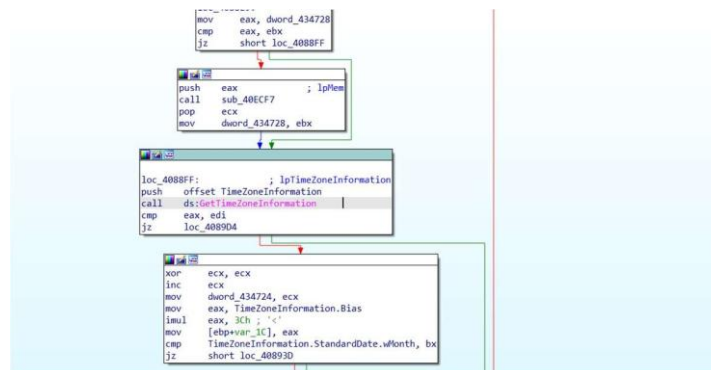 mov eax, dword_434728
cmp eax, ebx
jz short loc_4088FF
push eax ; lpMem
call sub_40ECF7
pop ecx
mov dword_434728, ebx
loc_4088FF: ; lpTimeZoneInformation
push offset TimeZoneInformation
call ds:GetTimeZoneInformation
cmp eax, edi
jz loc_4089D4
xor ecx, ecx
inc ecx
mov dword_434724, ecx
mov eax, TimeZoneInformation.Bias
imul eax, 3Ch ; '<'
mov [ebp+var_1C], eax
cmp TimeZoneInformation.StandardDate.wMonth, bx
jz short loc_40893D